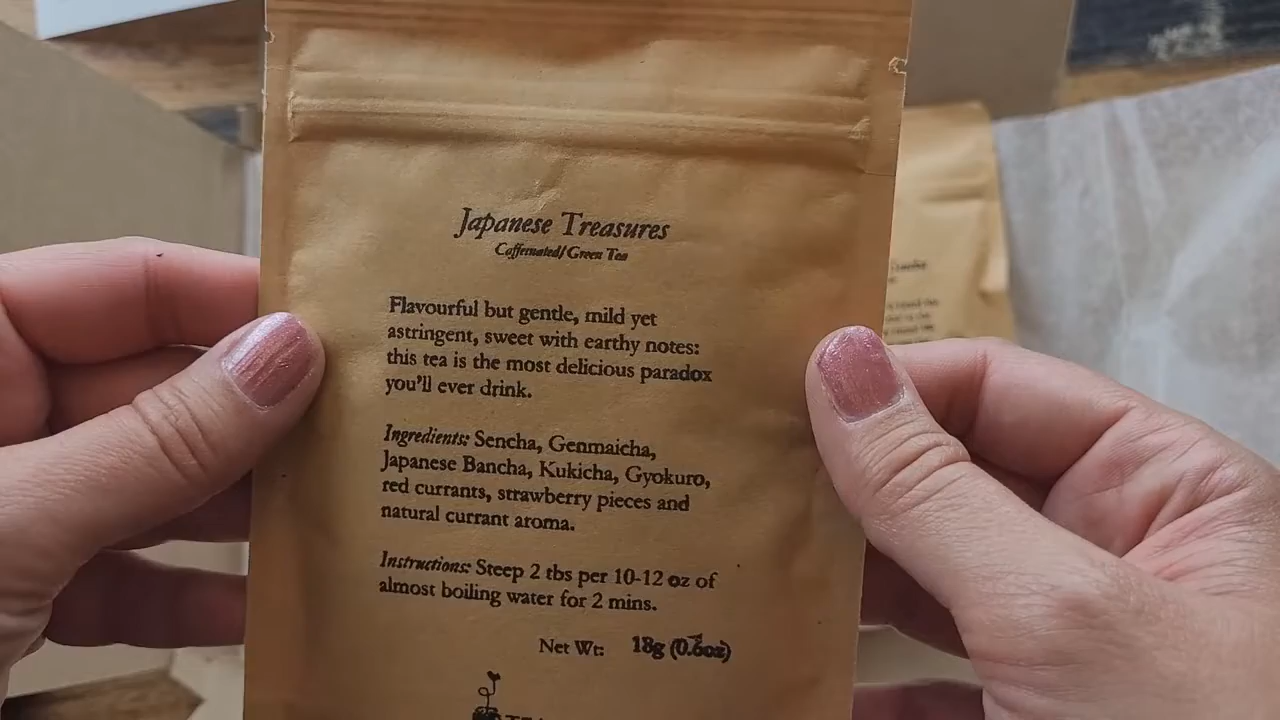 Japanese Treasures
Caffeinated/Green Tea
Flavourful but gentle, mild yet
astringent, sweet with earthy notes:
this tea is the most delicious paradox
you'll ever drink.
Ingredients: Sencha, Genmaicha,
Japanese Bancha, Kukicha, Gyokuro,
red currants, strawberry pieces and
natural currant aroma.
Instructions: Steep 2 tbs per 10-12 oz of
almost boiling water for 2 mins.
Net Wt: 18g (0.6oz)